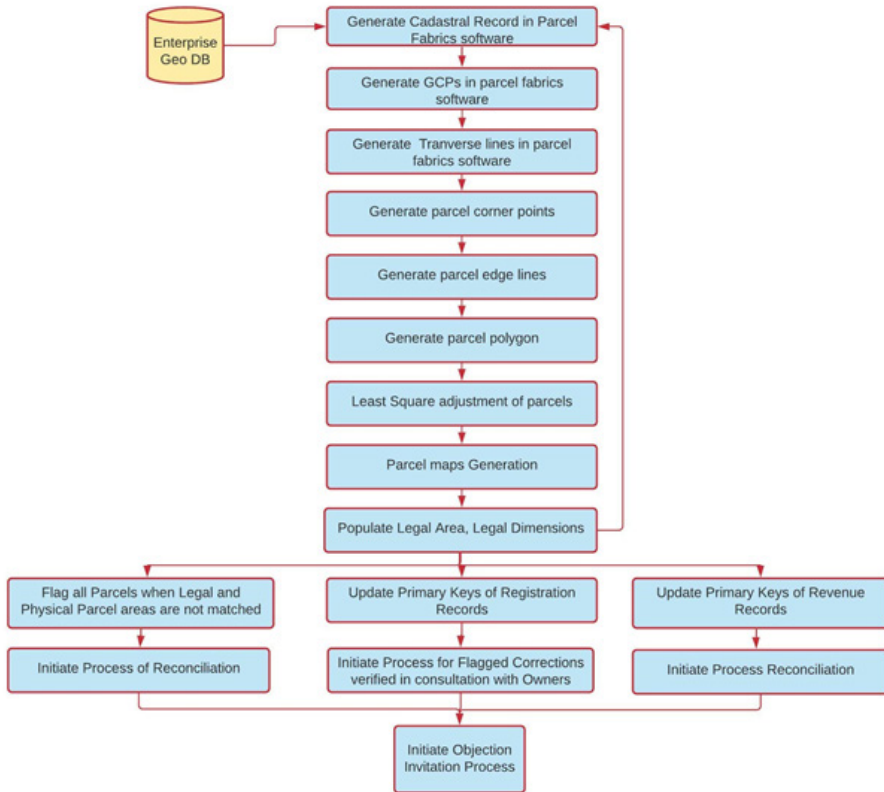 Enterprise
Geo DB
Generate Cadastral Record in Parcel
Fabrics software
Generate GCPs in parcel fabrics
software
Generate Tranverse lines in parcel
fabrics software
Generate parcel corner points
Generate parcel edge lines
Generate parcel polygon
Least Square adjustment of parcels
Parcel maps Generation
Populate Legal Area, Legal Dimensions
Flag all Parcels when Legal and
Physical Parcel areas are not matched
Update Primary Keys of Registration
Records
Update Primary Keys of Revenue
Records
Initiate Process of Reconciliation
Initiate Process for Flagged Corrections
verified in consultation with Owners
Initiate Process Reconciliation
Initiate Objection
Invitation Process